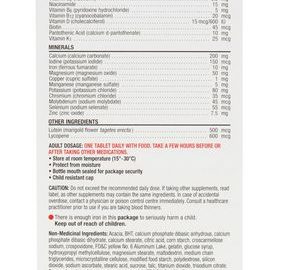 Niacinamide 15 mg
Vitamin B6 (pyridoxine hydrochloride) 5 mg
Vitamin B12 (cyanocobalamin) 20 mcg
Vitamin D (cholecalciferol) 15 mcg/600 IU
Biotin 45 mcg
Pantothenic Acid (calcium d-pantothenate) 10 mg
Vitamin K1 25 mcg
MINERALS
Calcium (calcium carbonate) 200 mg
Iodine (potassium iodide) 150 mcg
Iron (ferrous fumarate) 10 mg
Magnesium (magnesium oxide) 50 mg
Copper (cupric sulfate) 1 mg
Manganese (manganese sulfate) 5 mg
Potassium (potassium chloride) 80 mg
Chromium (chromium chloride) 35 mcg
Molybdenum (sodium molybdate) 45 mcg
Selenium (sodium selenate) 55 mcg
Zinc (zinc oxide) 7.5 mg
OTHER INGREDIENTS
Lutein (marigold flower (tagetes erecta)) 500 mcg
Lycopene 600 mcg
ADULT DOSAGE: ONE TABLET DAILY WITH FOOD. TAKE A FEW HOURS BEFORE OR
AFTER TAKING OTHER MEDICATIONS.
• Store at room temperature (15°-30°C)
• Protect from moisture
• Bottle mouth sealed for package security
• Child resistant cap
CAUTION: Do not exceed the recommended daily dose. If taking other supplements, read
label, as other supplements may contain the same ingredients. In case of accidental
overdose, contact a physician or poison control centre immediately. Consult a healthcare
practitioner prior to use if you are taking blood thinners.
There is enough iron in this package to seriously harm a child.
Keep out of reach of children.
Non-Medicinal Ingredients: Acacia, BHT, calcium phosphate dibasic anhydrous, calcium
phosphate dibasic dihydrate, calcium stearate, citric acid, corn starch, croscarmellose
sodium, crospovidone, FD&C yellow No. 6 Aluminum Lake, gelatin, glucose syrup,
hydroxypropyl methylcellulose, magnesium stearate, maltodextrin, medium chain
triglycerides, microcrystalline cellulose, modified food starch, polydextrose, silicon
dioxide, sodium ascorbate, stearic acid, sucrose, talc, titanium dioxide, trisodium citrate